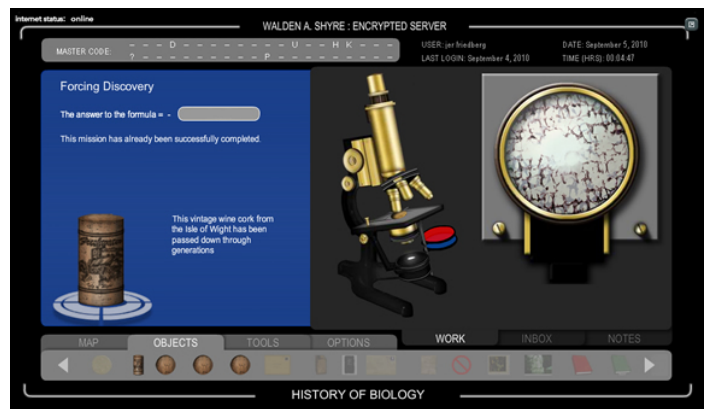 internet status: online
WALDEN A. SHYRE : ENCRYPTED SERVER
MASTER CODE: - - - D - - - - - - - - - U - - H K - - -
? - - - - - - - - - - P - - - - - - - - -
USER: jer friedberg
LAST LOGIN: September 4, 2010
DATE: September 5, 2010
TIME (HRS): 00:04:47
Forcing Discovery
The answer to the formula = -
This mission has already been successfully completed.
This vintage wine cork from
the Isle of Wight has been
passed down through
generations
MAP
OBJECTS
TOOLS
OPTIONS
WORK
INBOX
NOTES
HISTORY OF BIOLOGY